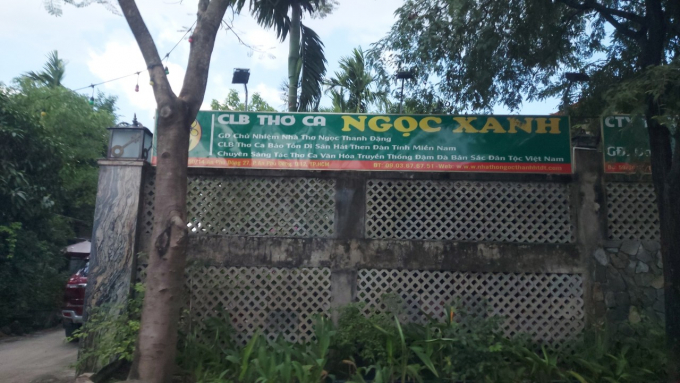 CLB THƠ CA NGỌC XANH
GĐ Chủ Nhiệm Nhà Thơ Ngọc Thanh Đăng
CLB Thơ Ca Bảo Tồn Di Sản Hát Then Đàn Tính Miền Nam
Chuyên Sáng Tác Thơ Ca Văn Hóa Truyền Thống Đậm Đà Bản Sắc Dân Tộc Việt Nam
CTY
GĐ.